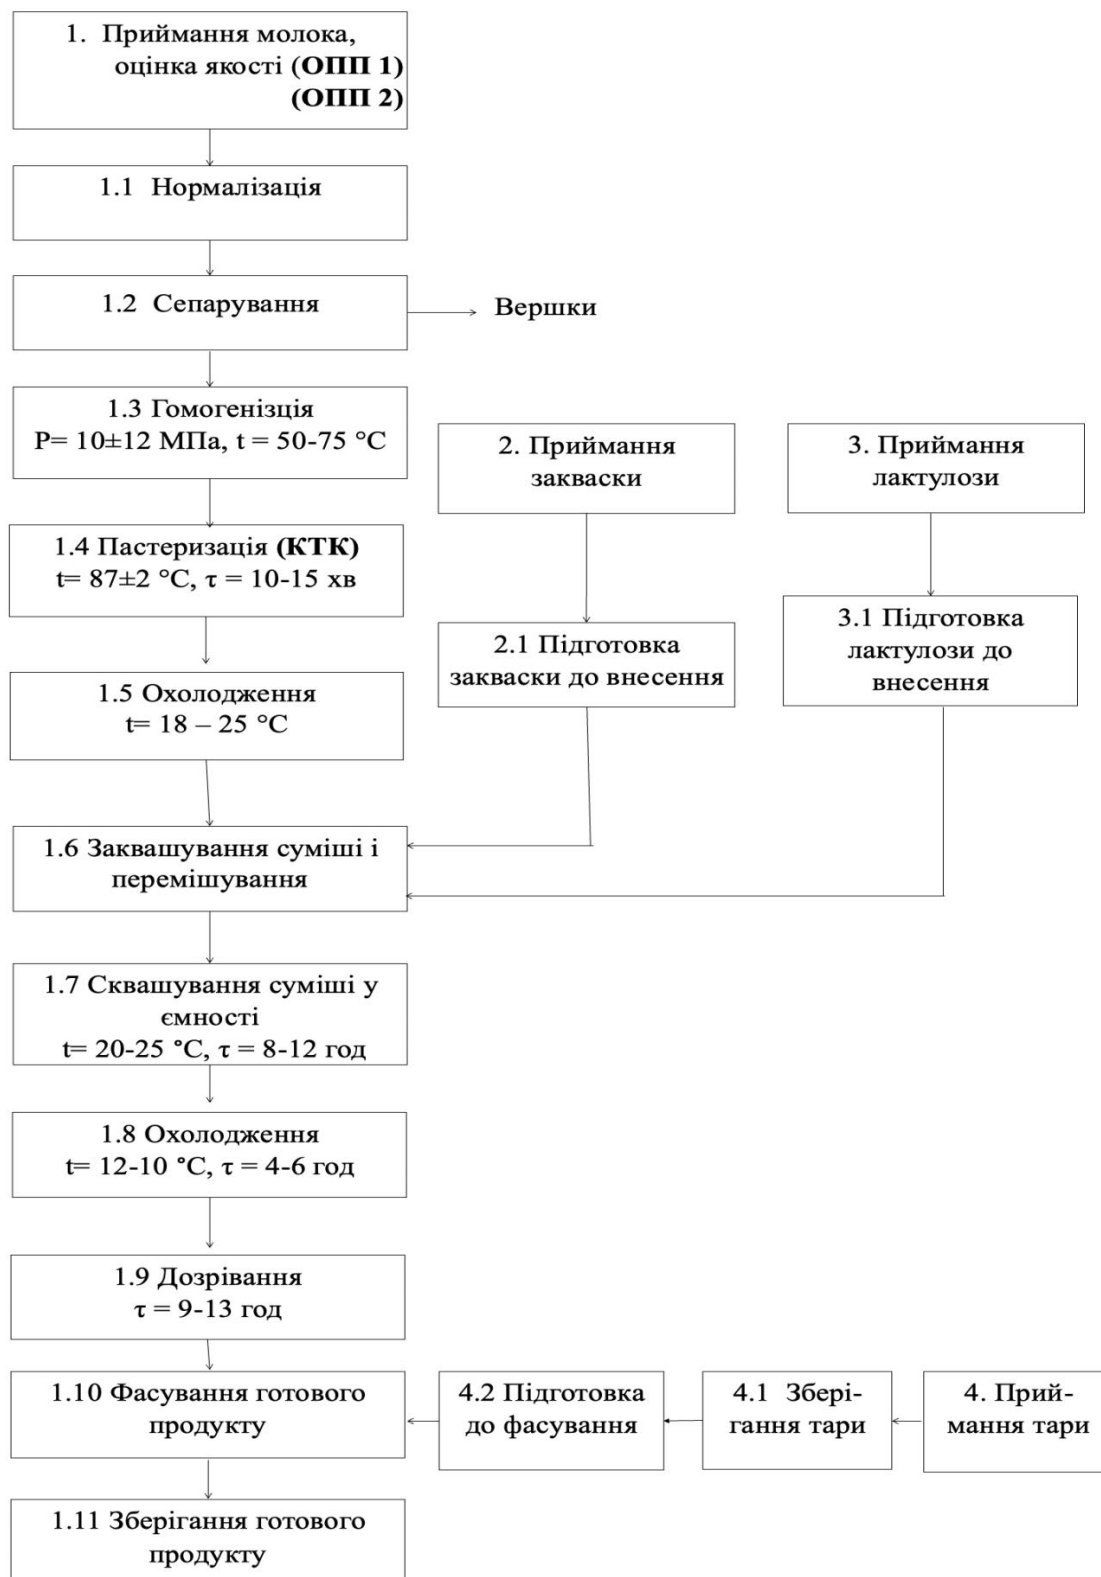 1. Приймання молока,
оцінка якості (ОПП 1)
(ОПП 2)
1.1 Нормалізація
1.2 Сепарування
Вершки
1.3 Гомогенізція
P= 10±12 МПа, t = 50-75 °C
2. Приймання
закваски
3. Приймання
лактулози
1.4 Пастеризація (КТК)
t= 87±2 °C, τ = 10-15 хв
2.1 Підготовка
закваски до внесення
3.1 Підготовка
лактулози до
внесення
1.5 Охолодження
t= 18 – 25 °C
1.6 Заквашування суміші і
перемішування
1.7 Сквашування суміші у
ємності
t= 20-25 °C, τ = 8-12 год
1.8 Охолодження
t= 12-10 °C, τ = 4-6 год
1.9 Дозрівання
τ = 9-13 год
1.10 Фасування готового
продукту
4.2 Підготовка
до фасування
4.1 Збері-
гання тари
4. Прий-
мання тари
1.11 Зберігання готового
продукту